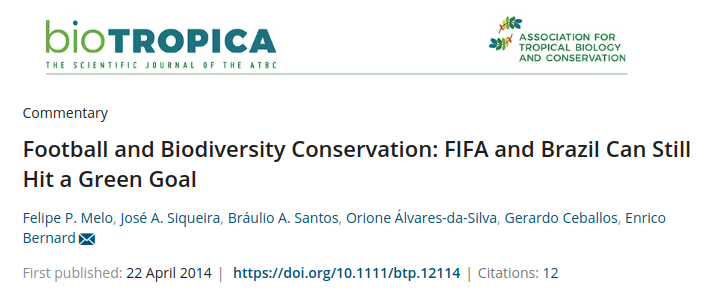 bioTROPICA
THE SCIENTIFIC JOURNAL OF THE ATBC
ASSOCIATION FOR
TROPICAL BIOLOGY
AND CONSERVATION
Commentary
Football and Biodiversity Conservation: FIFA and Brazil Can Still
Hit a Green Goal
Felipe P. Melo, José A. Siqueira, Bráulio A. Santos, Orione Álvares-da-Silva, Gerardo Ceballos, Enrico
Bernard
First published: 22 April 2014 | https://doi.org/10.1111/btp.12114 | Citations: 12